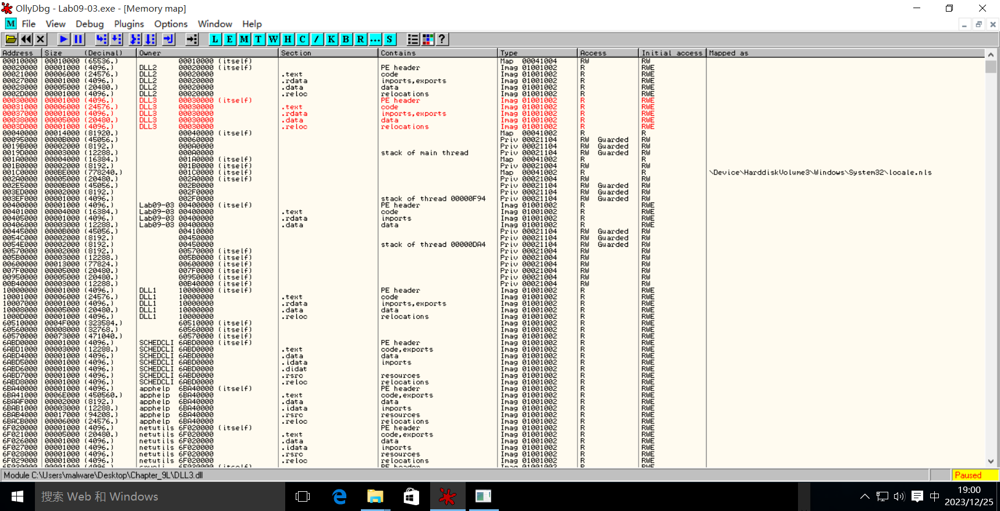 OllyDbg - Lab09-03.exe - [Memory map]
M File View Debug Plugins Options Window Help
L E M T W H C / K B R ... S ?
Address Size (Decimal) Owner Section Contains Type Access Initial access Mapped as
00010000 00010000 (65536.) 00010000 (itself) Map 00041004 RW RW
00020000 00001000 (4096.) DLL2 00020000 (itself) PE header Imag 01001002 R RWE
00021000 00006000 (24576.) DLL2 00020000 .text code Imag 01001002 R RWE
00027000 00001000 (4096.) DLL2 00020000 .rdata imports,exports Imag 01001002 R RWE
00028000 00005000 (20480.) DLL2 00020000 .data data Imag 01001002 R RWE
0002D000 00001000 (4096.) DLL2 00020000 .reloc relocations Imag 01001002 R RWE
00030000 00001000 (4096.) DLL3 00030000 (itself) PE header Imag 01001002 R RWE
00031000 00006000 (24576.) DLL3 00030000 .text code Imag 01001002 R RWE
00037000 00001000 (4096.) DLL3 00030000 .rdata imports,exports Imag 01001002 R RWE
00038000 00005000 (20480.) DLL3 00030000 .data data Imag 01001002 R RWE
0003D000 00001000 (4096.) DLL3 00030000 .reloc relocations Imag 01001002 R RWE
00040000 00014000 (81920.) 00040000 (itself) Map 00041002 R R
00095000 0000B000 (45056.) 00060000 Priv 00021104 RW Guarded RW
0019B000 00002000 (8192.) 000A0000 Priv 00021104 RW Guarded RW
0019D000 00003000 (12288.) 000A0000 stack of main thread Priv 00021104 RW Guarded RW
001A0000 00004000 (16384.) 001A0000 (itself) Map 00041002 R R
001B0000 00002000 (8192.) 001B0000 (itself) Priv 00021004 RW RW
001C0000 000BE000 (778240.) 001C0000 (itself) Map 00041002 R R \Device\HarddiskVolume3\Windows\System32\locale.nls
002A0000 00005000 (20480.) 002A0000 (itself) Priv 00021004 RW RW
002E5000 0000B000 (45056.) 002B0000 Priv 00021104 RW Guarded RW
003ED000 00002000 (8192.) 002F0000 Priv 00021104 RW Guarded RW
003EF000 00001000 (4096.) 002F0000 stack of thread 00000F94 Priv 00021104 RW Guarded RW
00400000 00001000 (4096.) Lab09-03 00400000 (itself) PE header Imag 01001002 R RWE
00401000 00004000 (16384.) Lab09-03 00400000 .text code Imag 01001002 R RWE
00405000 00001000 (4096.) Lab09-03 00400000 .rdata imports Imag 01001002 R RWE
00406000 00003000 (12288.) Lab09-03 00400000 .data data Imag 01001002 R RWE
00445000 0000B000 (45056.) 00410000 Priv 00021104 RW Guarded RW
0054C000 00002000 (8192.) 00450000 Priv 00021104 RW Guarded RW
0054E000 00002000 (8192.) 00450000 stack of thread 00000DA4 Priv 00021104 RW Guarded RW
00570000 00002000 (8192.) 00570000 (itself) Priv 00021004 RW RW
005B0000 00003000 (12288.) 005B0000 (itself) Priv 00021004 RW RW
00600000 00013000 (77824.) 00600000 (itself) Priv 00021004 RW RW
007F0000 00005000 (20480.) 007F0000 (itself) Priv 00021004 RW RW
00950000 00005000 (20480.) 00950000 (itself) Priv 00021004 RW RW
00B40000 00003000 (12288.) 00B40000 (itself) Priv 00021004 RW RW
10000000 00001000 (4096.) DLL1 10000000 (itself) PE header Imag 01001002 R RWE
10001000 00006000 (24576.) DLL1 10000000 .text code Imag 01001002 R RWE
10007000 00001000 (4096.) DLL1 10000000 .rdata imports,exports Imag 01001002 R RWE
10008000 00005000 (20480.) DLL1 10000000 .data data Imag 01001002 R RWE
1000D000 00001000 (4096.) DLL1 10000000 .reloc relocations Imag 01001002 R RWE
60510000 0004F000 (323584.) 60510000 (itself) Imag 01001002 R RWE
60560000 00008000 (32768.) 60560000 (itself) Imag 01001002 R RWE
60570000 00073000 (471040.) 60570000 (itself) Imag 01001002 R RWE
6ABD0000 00001000 (4096.) SCHEDCLI 6ABD0000 (itself) PE header Imag 01001002 R RWE
6ABD1000 00003000 (12288.) SCHEDCLI 6ABD0000 .text code,exports Imag 01001002 R RWE
6ABD4000 00001000 (4096.) SCHEDCLI 6ABD0000 .data data Imag 01001002 R RWE
6ABD5000 00001000 (4096.) SCHEDCLI 6ABD0000 .idata imports Imag 01001002 R RWE
6ABD6000 00001000 (4096.) SCHEDCLI 6ABD0000 .didat Imag 01001002 R RWE
6ABD7000 00001000 (4096.) SCHEDCLI 6ABD0000 .rsrc resources Imag 01001002 R RWE
6ABD8000 00001000 (4096.) SCHEDCLI 6ABD0000 .reloc relocations Imag 01001002 R RWE
6BA40000 00001000 (4096.) apphelp 6BA40000 (itself) PE header Imag 01001002 R RWE
6BA41000 0006E000 (450560.) apphelp 6BA40000 .text code,exports Imag 01001002 R RWE
6BAAF000 00002000 (8192.) apphelp 6BA40000 .data data Imag 01001002 R RWE
6BAB1000 00003000 (12288.) apphelp 6BA40000 .idata imports Imag 01001002 R RWE
6BAB4000 00017000 (94208.) apphelp 6BA40000 .rsrc resources Imag 01001002 R RWE
6BACB000 00006000 (24576.) apphelp 6BA40000 .reloc relocations Imag 01001002 R RWE
6F020000 00001000 (4096.) netutils 6F020000 (itself) PE header Imag 01001002 R RWE
6F021000 00005000 (20480.) netutils 6F020000 .text code,exports Imag 01001002 R RWE
6F026000 00001000 (4096.) netutils 6F020000 .data data Imag 01001002 R RWE
6F027000 00001000 (4096.) netutils 6F020000 .idata imports Imag 01001002 R RWE
6F028000 00001000 (4096.) netutils 6F020000 .rsrc resources Imag 01001002 R RWE
6F029000 00001000 (4096.) netutils 6F020000 .reloc relocations Imag 01001002 R RWE
Module C:\Users\malware\Desktop\Chapter_9L\DLL3.dll Paused
搜索 Web 和 Windows
中
19:00
2023/12/25